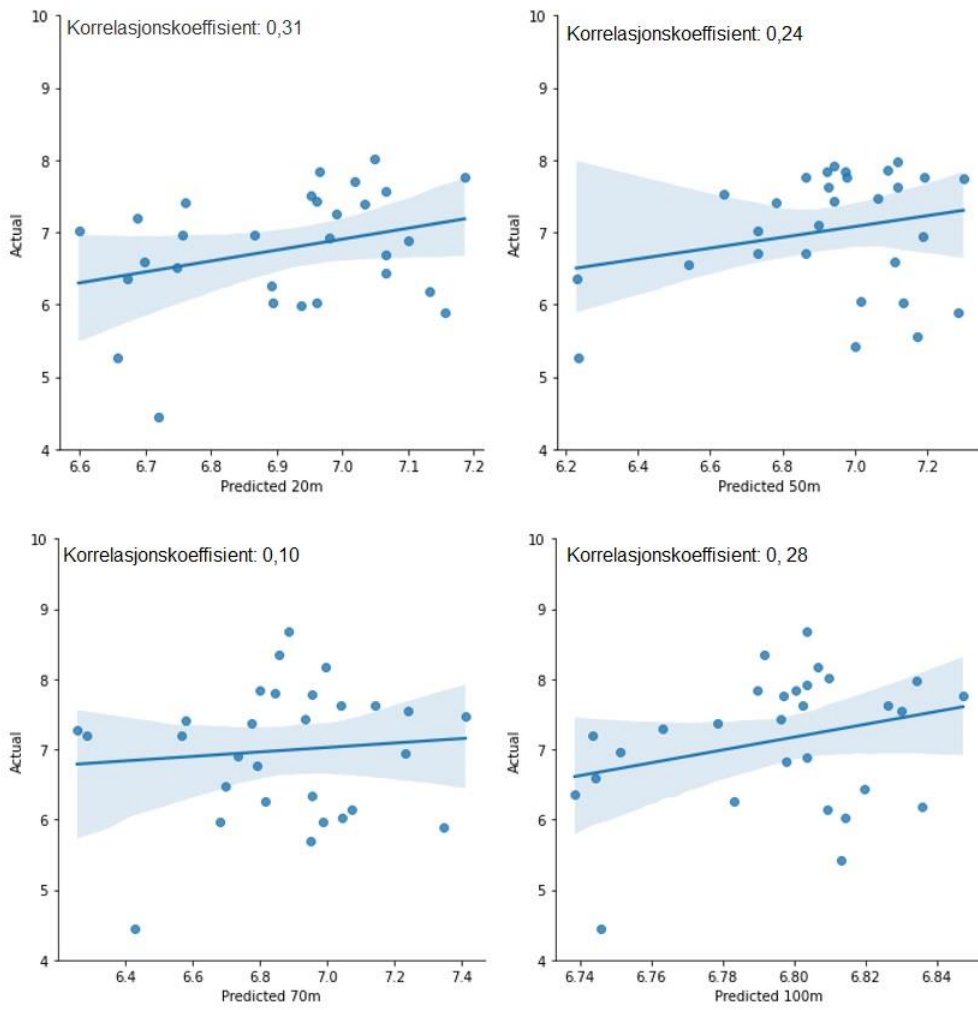 Korrelasjonskoeffisient: 0,31
10
9
8
7
6
5
4
Actual
6.6 6.7 6.8 6.9 7.0 7.1 7.2
Predicted 20m
Korrelasjonskoeffisient: 0,24
10
9
8
7
6
5
4
Actual
6.2 6.4 6.6 6.8 7.0 7.2
Predicted 50m
Korrelasjonskoeffisient: 0,10
10
9
8
7
6
5
4
Actual
6.4 6.6 6.8 7.0 7.2 7.4
Predicted 70m
Korrelasjonskoeffisient: 0, 28
10
9
8
7
6
5
4
Actual
6.74 6.76 6.78 6.80 6.82 6.84
Predicted 100m